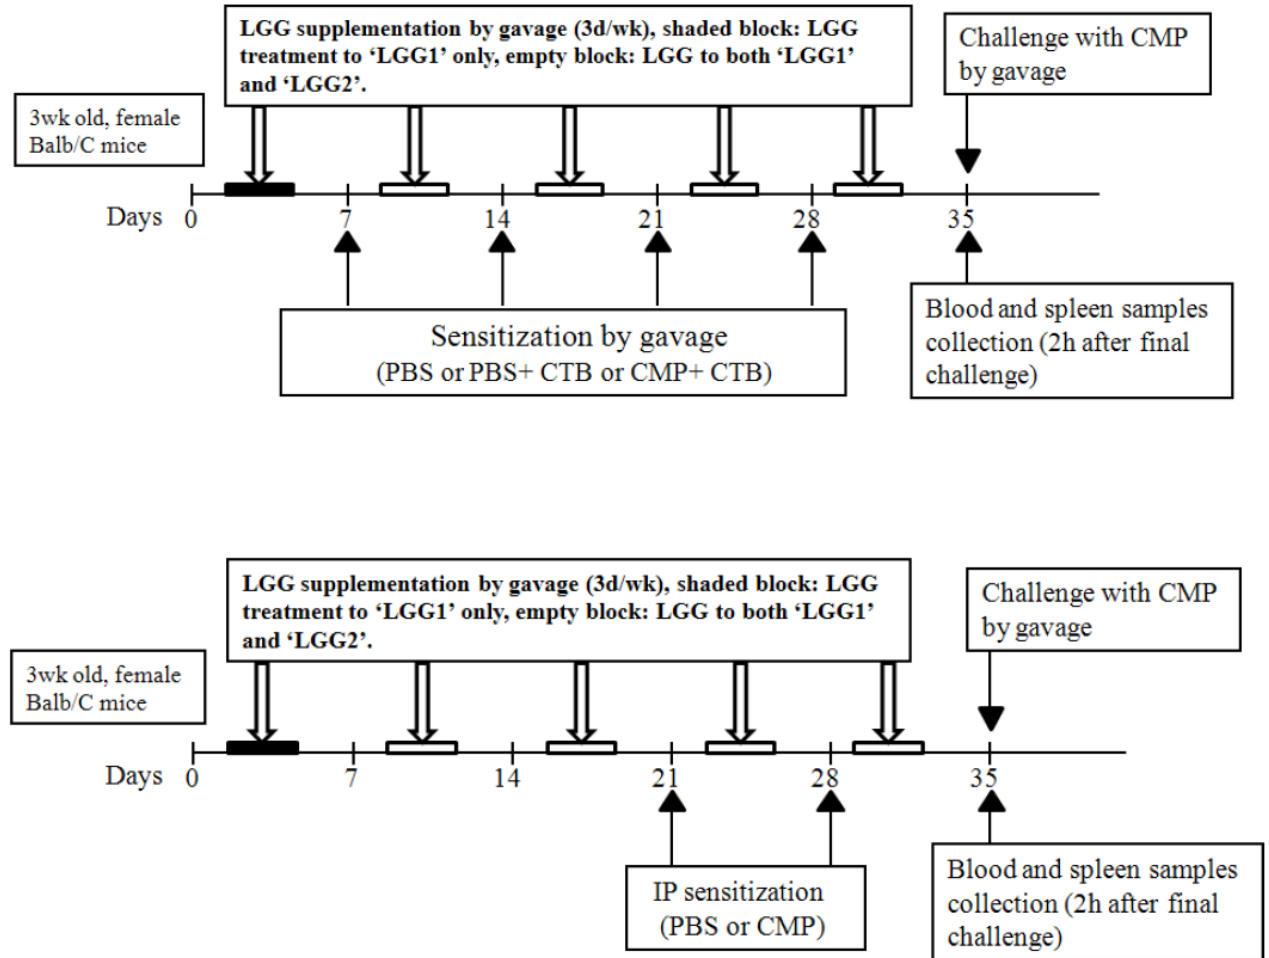 LGG supplementation by gavage (3d/wk), shaded block: LGG
treatment to ‘LGG1’ only, empty block: LGG to both ‘LGG1’
and ‘LGG2’.
Challenge with CMP
by gavage
3wk old, female
Balb/C mice
Days 0 7 14 21 28 35
Sensitization by gavage
(PBS or PBS+ CTB or CMP+ CTB)
Blood and spleen samples
collection (2h after final
challenge)
LGG supplementation by gavage (3d/wk), shaded block: LGG
treatment to ‘LGG1’ only, empty block: LGG to both ‘LGG1’
and ‘LGG2’.
Challenge with CMP
by gavage
3wk old, female
Balb/C mice
Days 0 7 14 21 28 35
IP sensitization
(PBS or CMP)
Blood and spleen samples
collection (2h after final
challenge)